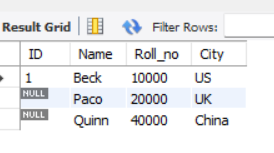 Result Grid Filter Rows:
ID Name Roll_no City
1 Beck 10000 US
NULL Paco 20000 UK
NULL Quinn 40000 China